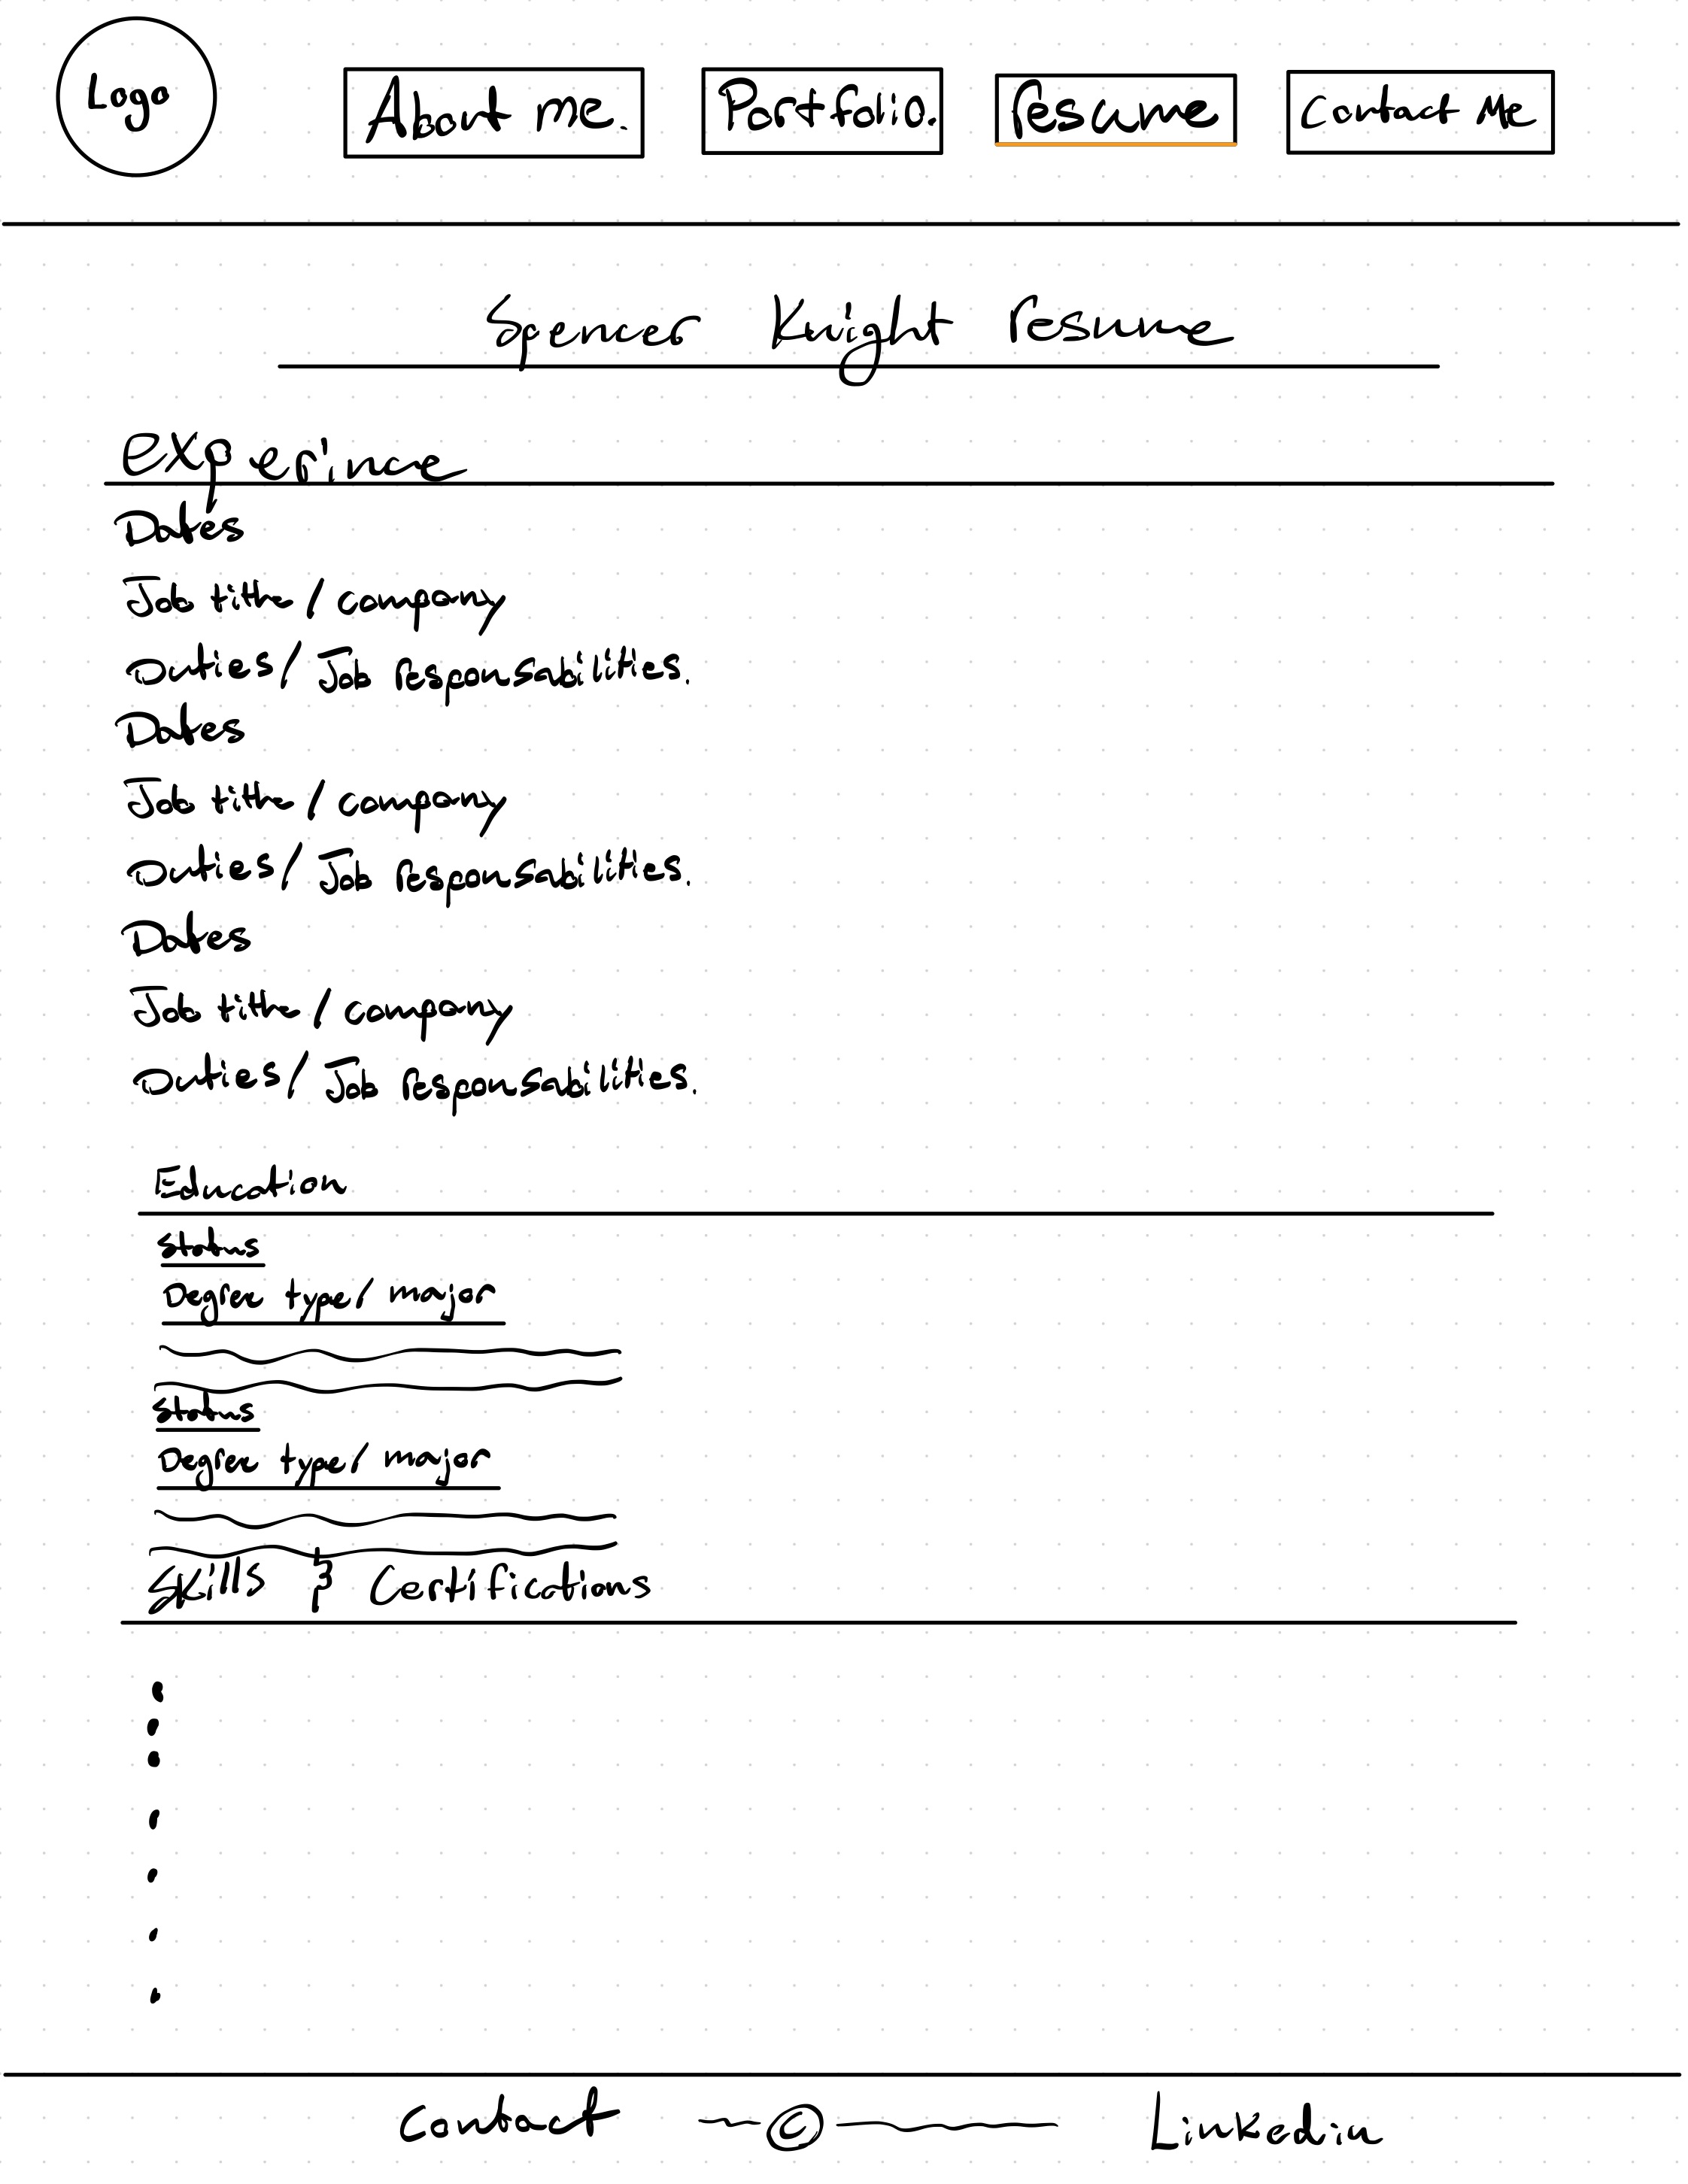 Logo
About me.
Portfolio.
resume
Contact Me
Spencer Knight resume
experince
Dates
Job title / company
Duties / Job responsabilities.
Dates
Job title / company
Duties / Job responsabilities.
Dates
Job title / company
Duties / Job responsabilities.
Education
Status
Degree type / major
Status
Degree type / major
Skills & Certifications
Contact © Linkedin